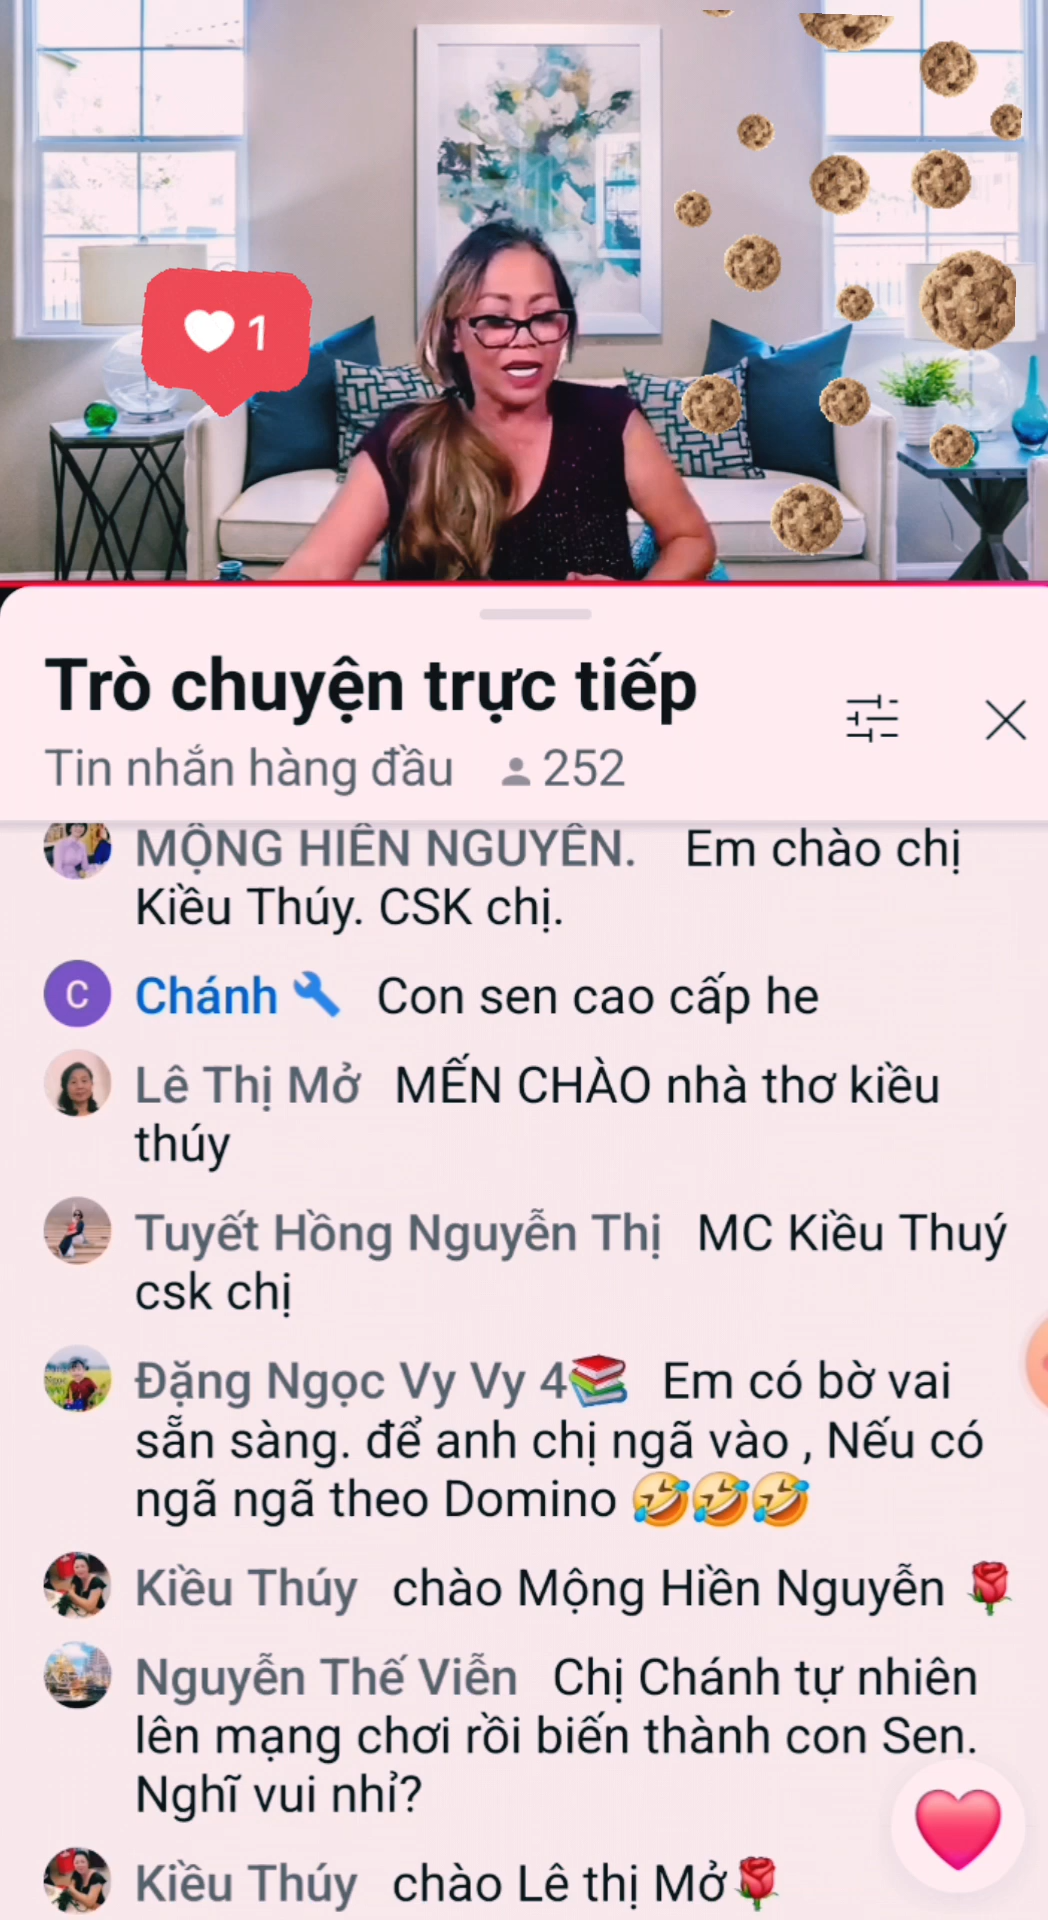 1
Trò chuyện trực tiếp
Tin nhắn hàng đầu 252
MỘNG HIỀN NGUYỄN. Em chào chị
Kiều Thúy. CSK chị.
C Chánh Con sen cao cấp he
Lê Thị Mở MẾN CHÀO nhà thơ kiều
thúy
Tuyết Hồng Nguyễn Thị MC Kiều Thuý
csk chị
Đặng Ngọc Vy Vy 4📚 Em có bờ vai
sẵn sàng. để anh chị ngã vào , Nếu có
ngã ngã theo Domino 🤣🤣🤣
Kiều Thúy chào Mộng Hiền Nguyễn 🌹
Nguyễn Thế Viễn Chị Chánh tự nhiên
lên mạng chơi rồi biến thành con Sen.
Nghĩ vui nhỉ?
Kiều Thúy chào Lê thị Mở🌹